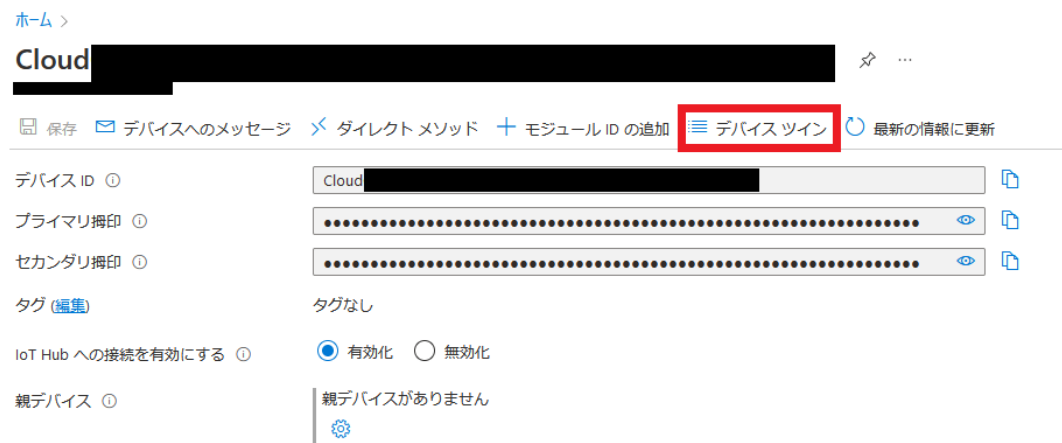 ホーム >
Cloud
保存 デバイスへのメッセージ ダイレクト メソッド モジュール ID の追加 デバイス ツイン 最新の情報に更新
デバイス ID Cloud
プライマリ拇印 ●●●●●●●●●●●●●●●●●●●●●●●●●●●●●●●●●●●●●●●●●●●●●●●●●●●●●●●●●●●●●●●●
セカンダリ拇印 ●●●●●●●●●●●●●●●●●●●●●●●●●●●●●●●●●●●●●●●●●●●●●●●●●●●●●●●●●●●●●●●●
タグ (編集) タグなし
IoT Hub への接続を有効にする 有効化 無効化
親デバイス 親デバイスがありません